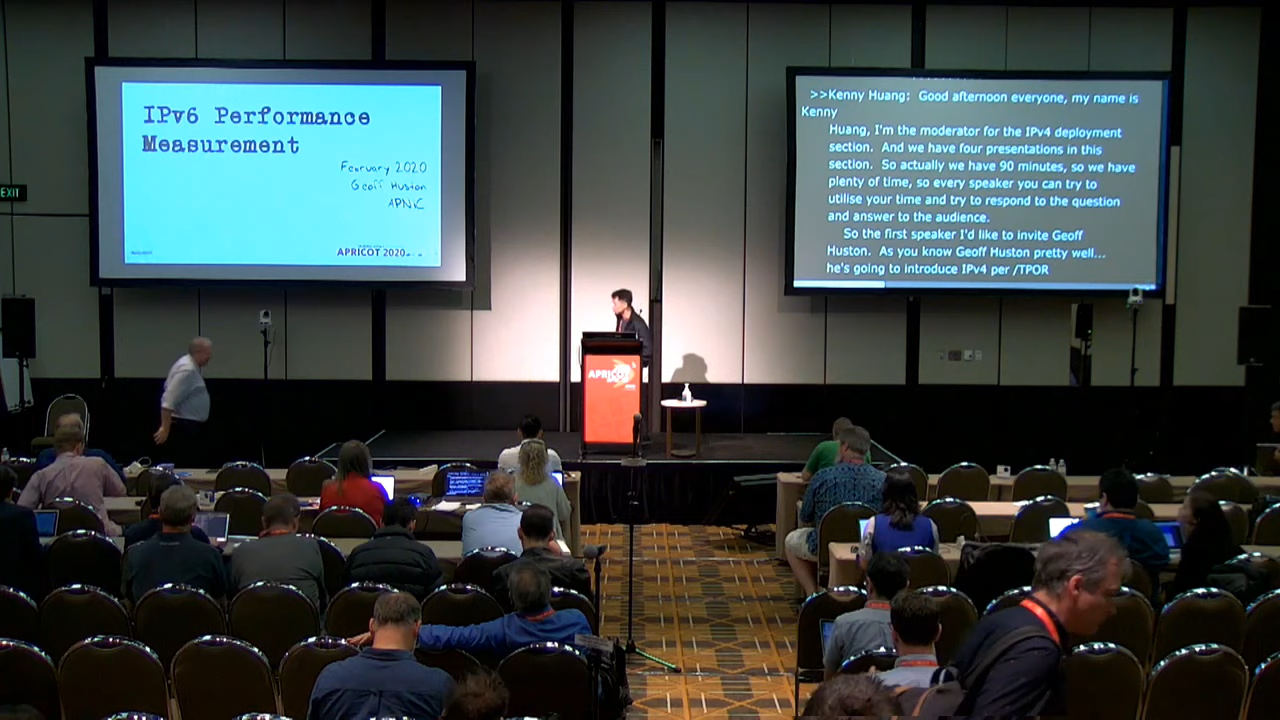 EXIT
IPv6 Performance
Measurement
February 2020
Geoff Huston
APNIC
APRICOT 2020
>>Kenny Huang:  Good afternoon everyone, my name is
Kenny
Huang, I'm the moderator for the IPv4 deployment
section.  And we have four presentations in this
section.  So actually we have 90 minutes, so we have
plenty of time, so every speaker you can try to
utilise your time and try to respond to the question
and answer to the audience.
So the first speaker I'd like to invite Geoff
Huston.  As you know Geoff Huston pretty well...
he's going to introduce IPv4 per /TPOR
APRICOT